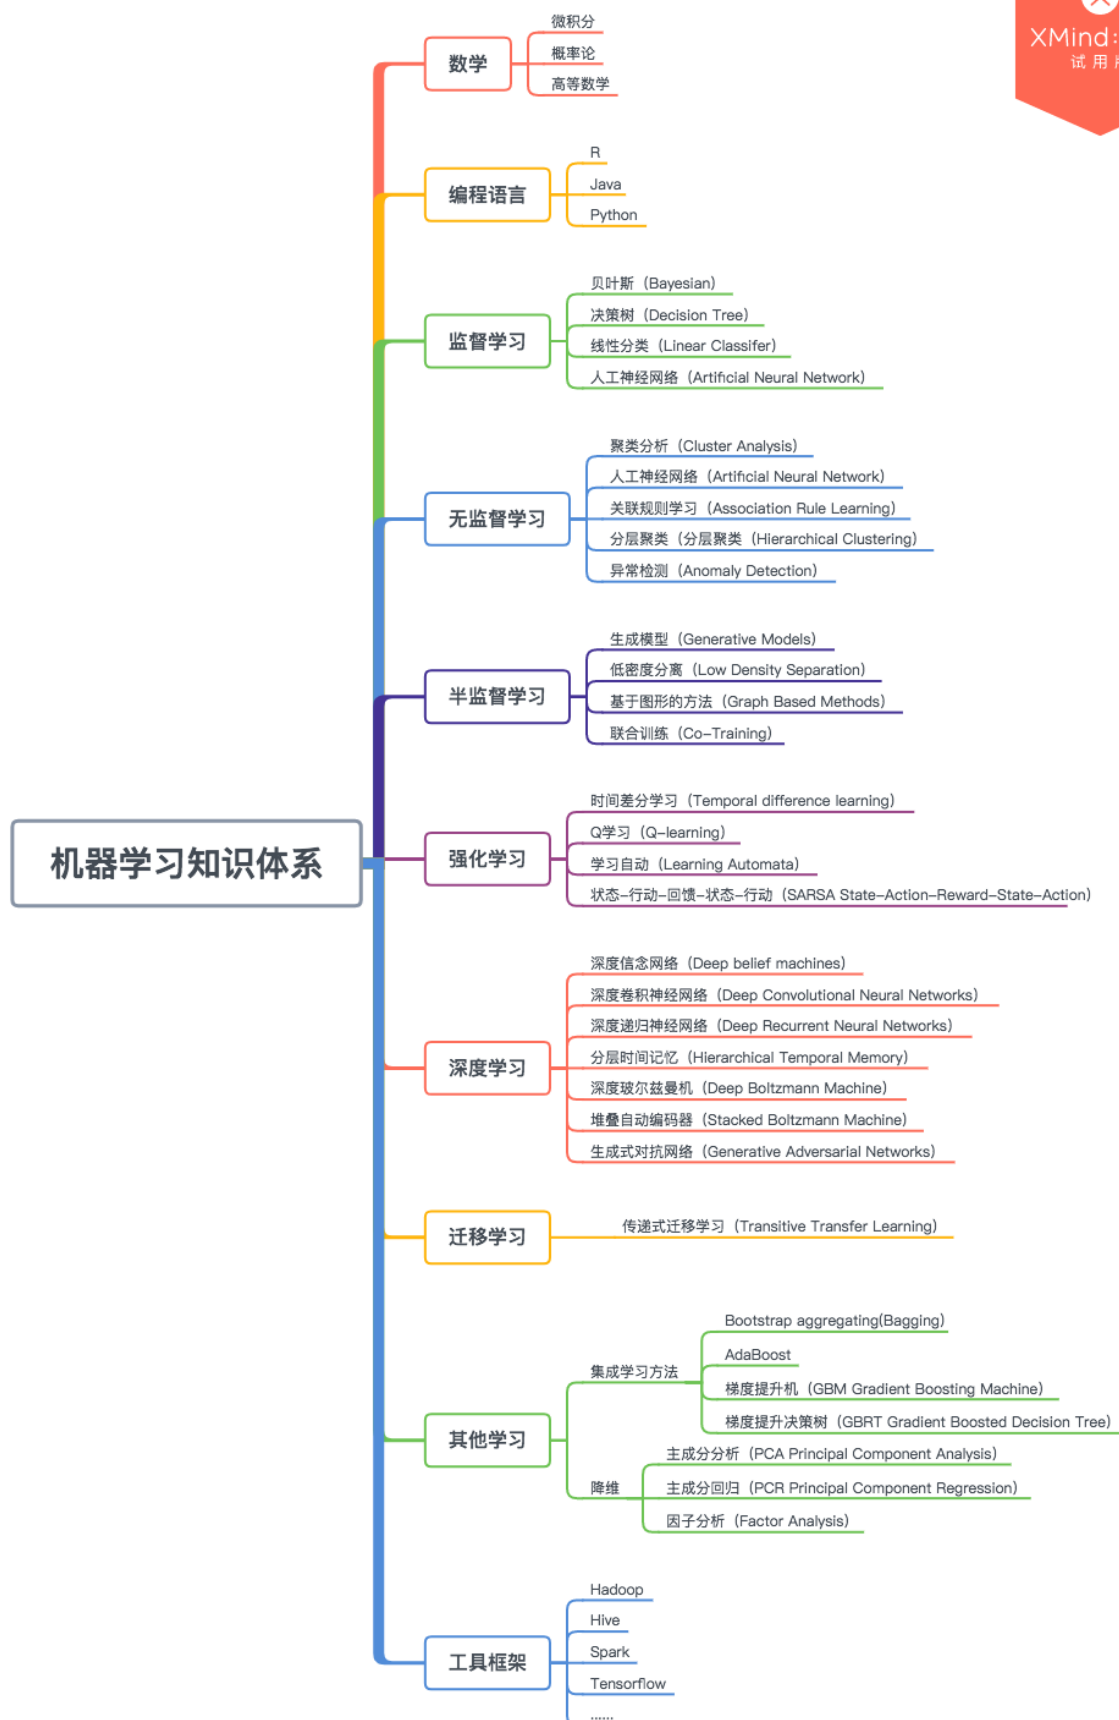 XMind:
试用版
机器学习知识体系
数学
微积分
概率论
高等数学
编程语言
R
Java
Python
监督学习
贝叶斯（Bayesian）
决策树（Decision Tree）
线性分类（Linear Classifer）
人工神经网络（Artificial Neural Network）
无监督学习
聚类分析（Cluster Analysis）
人工神经网络（Artificial Neural Network）
关联规则学习（Association Rule Learning）
分层聚类（分层聚类（Hierarchical Clustering）
异常检测（Anomaly Detection）
半监督学习
生成模型（Generative Models）
低密度分离（Low Density Separation）
基于图形的方法（Graph Based Methods）
联合训练（Co-Training）
强化学习
时间差分学习（Temporal difference learning）
Q学习（Q-learning）
学习自动（Learning Automata）
状态-行动-回馈-状态-行动（SARSA State-Action-Reward-State-Action）
深度学习
深度信念网络（Deep belief machines）
深度卷积神经网络（Deep Convolutional Neural Networks）
深度递归神经网络（Deep Recurrent Neural Networks）
分层时间记忆（Hierarchical Temporal Memory）
深度玻尔兹曼机（Deep Boltzmann Machine）
堆叠自动编码器（Stacked Boltzmann Machine）
生成式对抗网络（Generative Adversarial Networks）
迁移学习
传递式迁移学习（Transitive Transfer Learning）
其他学习
集成学习方法
Bootstrap aggregating(Bagging)
AdaBoost
梯度提升机（GBM Gradient Boosting Machine）
梯度提升决策树（GBRT Gradient Boosted Decision Tree）
降维
主成分分析（PCA Principal Component Analysis）
主成分回归（PCR Principal Component Regression）
因子分析（Factor Analysis）
工具框架
Hadoop
Hive
Spark
Tensorflow
......